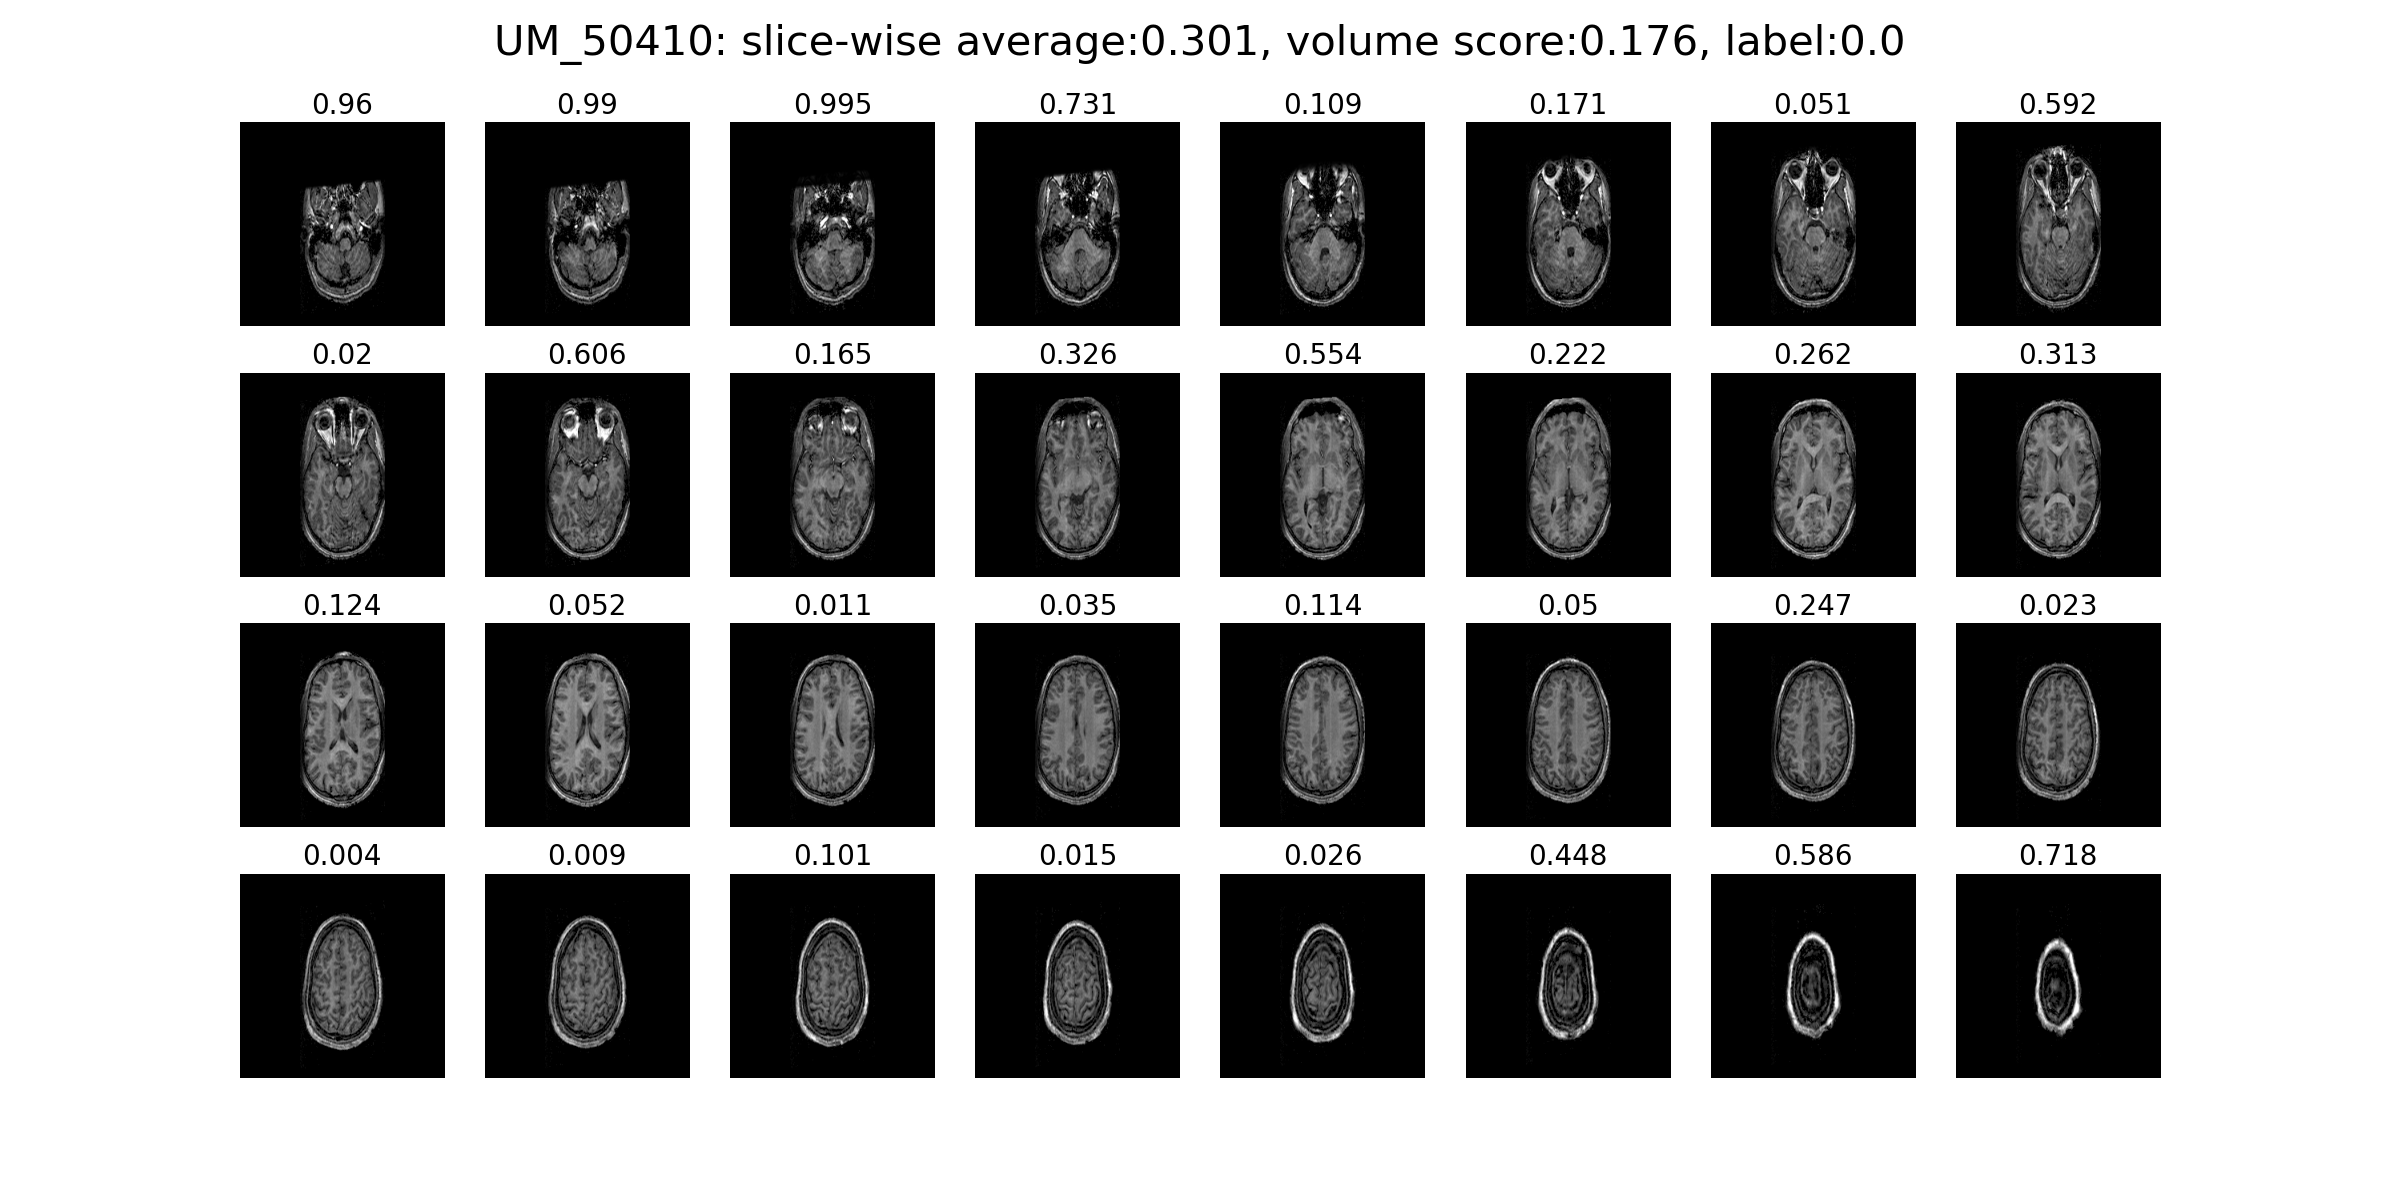 UM_50410: slice-wise average:0.301, volume score:0.176, label:0.0
0.96 0.99 0.995 0.731 0.109 0.171 0.051 0.592
0.02 0.606 0.165 0.326 0.554 0.222 0.262 0.313
0.124 0.052 0.011 0.035 0.114 0.05 0.247 0.023
0.004 0.009 0.101 0.015 0.026 0.448 0.586 0.718